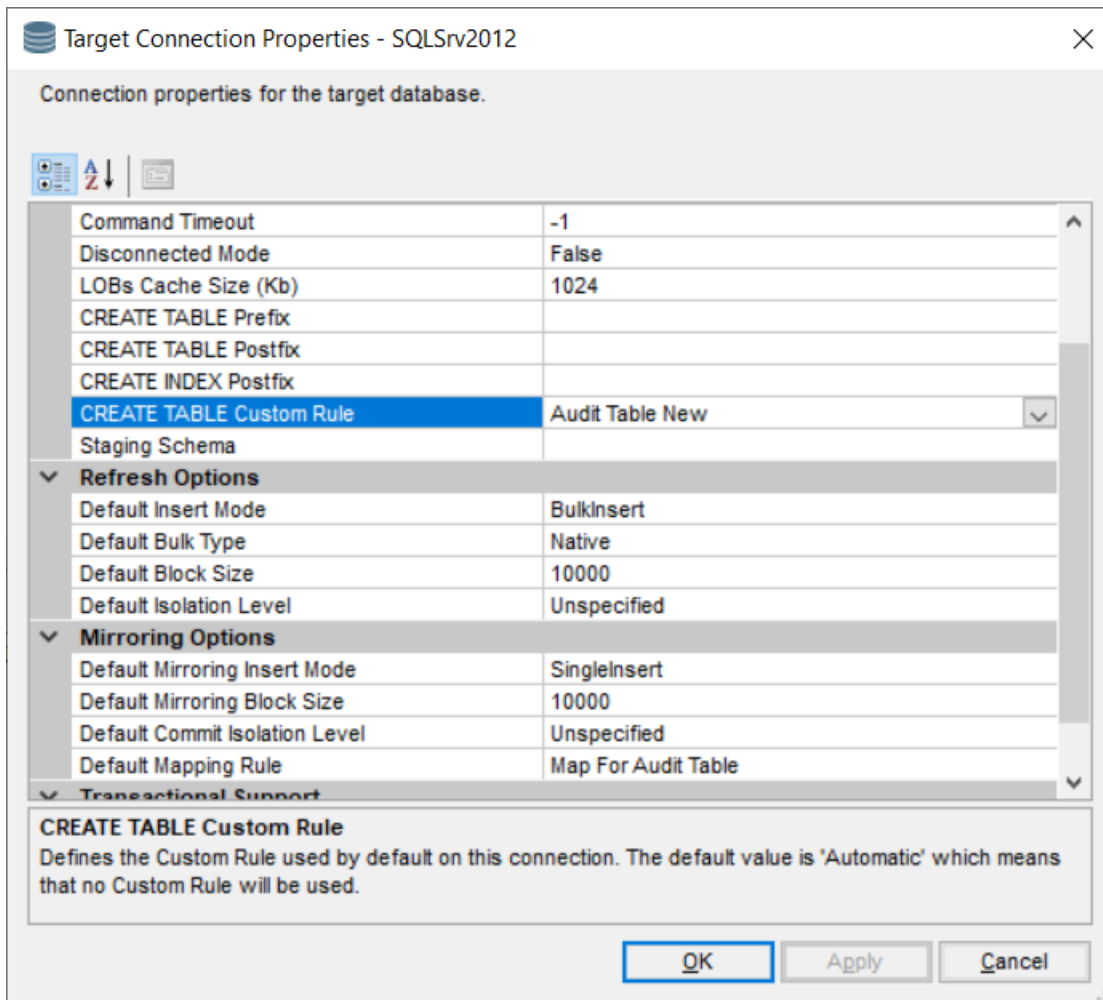 Target Connection Properties - SQLSrv2012
Connection properties for the target database.
A
Z
Command Timeout -1
Disconnected Mode False
LOBs Cache Size (Kb) 1024
CREATE TABLE Prefix
CREATE TABLE Postfix
CREATE INDEX Postfix
CREATE TABLE Custom Rule Audit Table New
Staging Schema
Refresh Options
Default Insert Mode BulkInsert
Default Bulk Type Native
Default Block Size 10000
Default Isolation Level Unspecified
Mirroring Options
Default Mirroring Insert Mode SingleInsert
Default Mirroring Block Size 10000
Default Commit Isolation Level Unspecified
Default Mapping Rule Map For Audit Table
Transactional Support
CREATE TABLE Custom Rule
Defines the Custom Rule used by default on this connection. The default value is 'Automatic' which means
that no Custom Rule will be used.
OK Apply Cancel